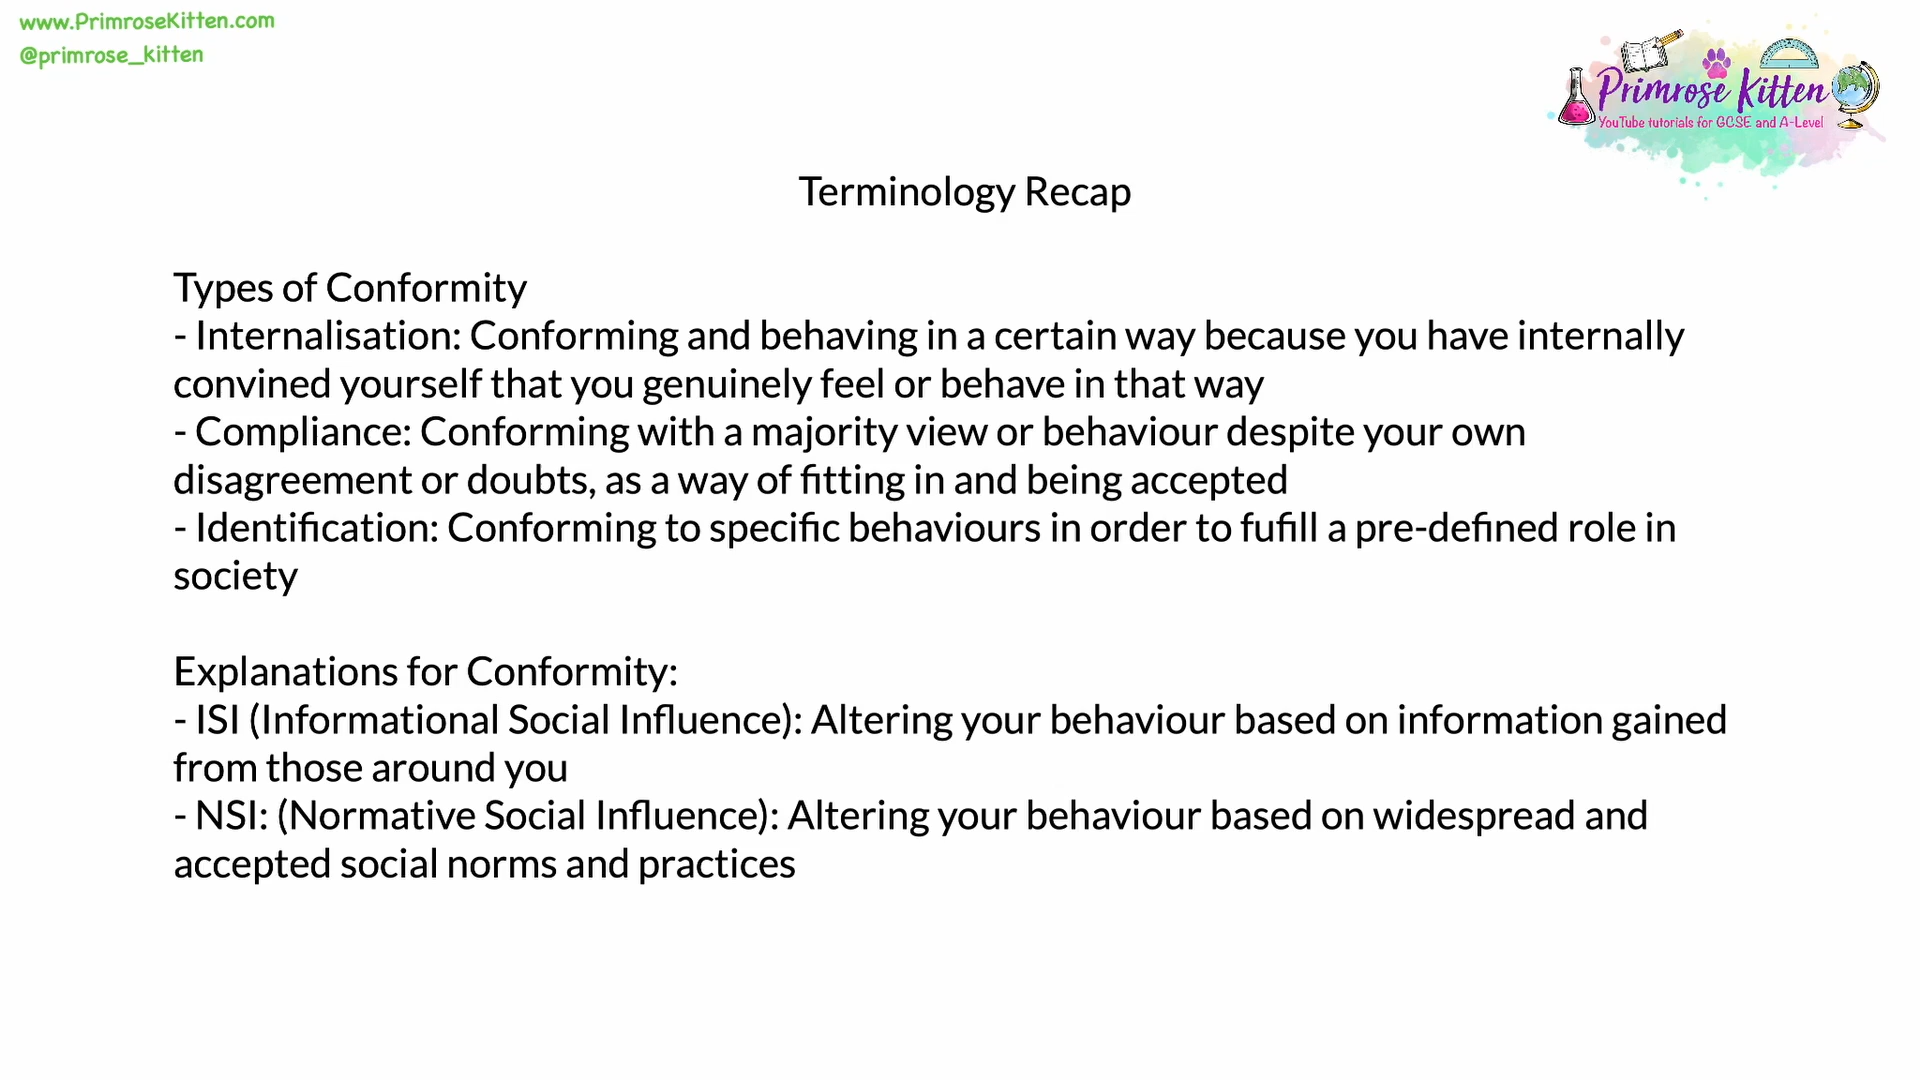 www.PrimroseKitten.com
@primrose_kitten
Primrose Kitten
YouTube tutorials for GCSE and A-Level
Terminology Recap
Types of Conformity
- Internalisation: Conforming and behaving in a certain way because you have internally
convined yourself that you genuinely feel or behave in that way
- Compliance: Conforming with a majority view or behaviour despite your own
disagreement or doubts, as a way of fitting in and being accepted
- Identification: Conforming to specific behaviours in order to fufill a pre-defined role in
society
Explanations for Conformity:
- ISI (Informational Social Influence): Altering your behaviour based on information gained
from those around you
- NSI: (Normative Social Influence): Altering your behaviour based on widespread and
accepted social norms and practices